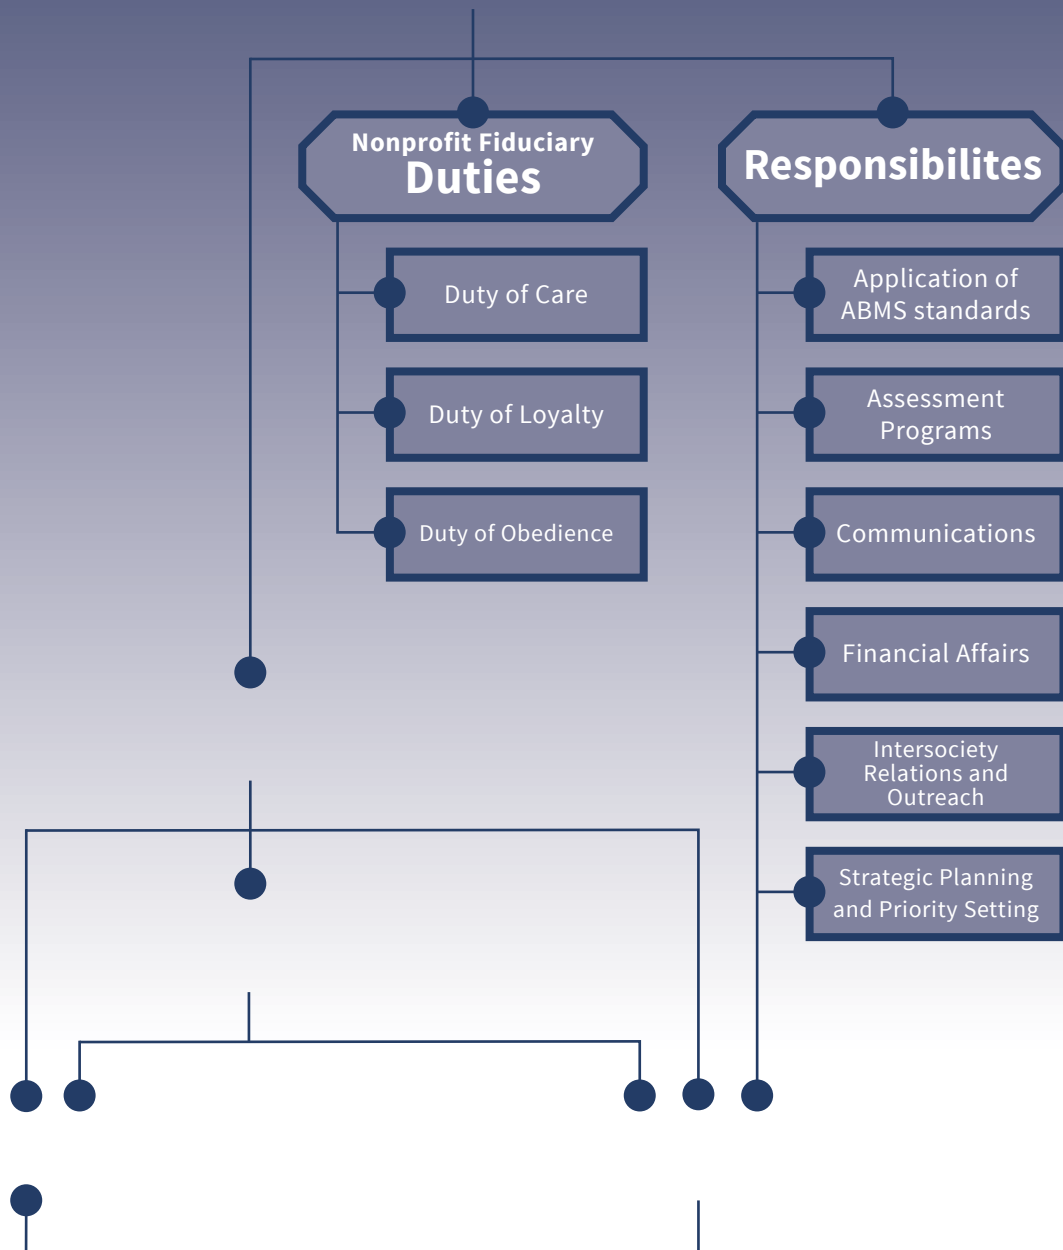 Nonprofit Fiduciary
Duties
Duty of Care
Duty of Loyalty
Duty of Obedience
Responsibilites
Application of
ABMS standards
Assessment
Programs
Communications
Financial Affairs
Intersociety
Relations and
Outreach
Strategic Planning
and Priority Setting